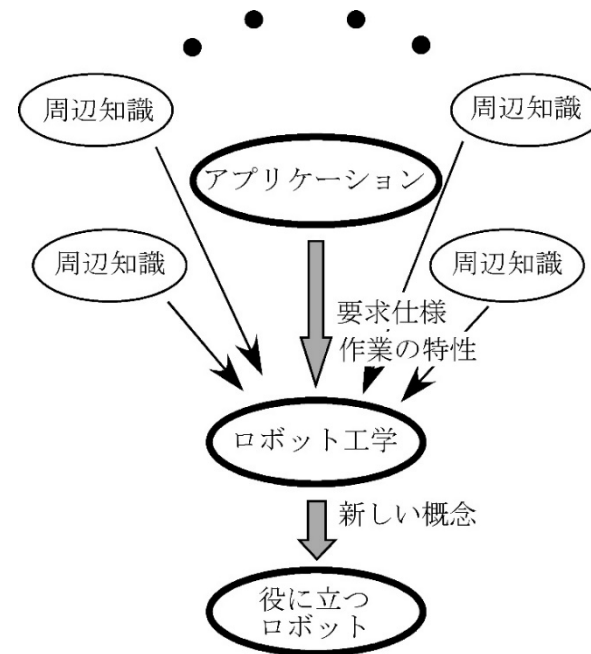 周辺知識
周辺知識
アプリケーション
周辺知識
周辺知識
要求仕様
作業の特性
ロボット工学
新しい概念
役に立つ
ロボット